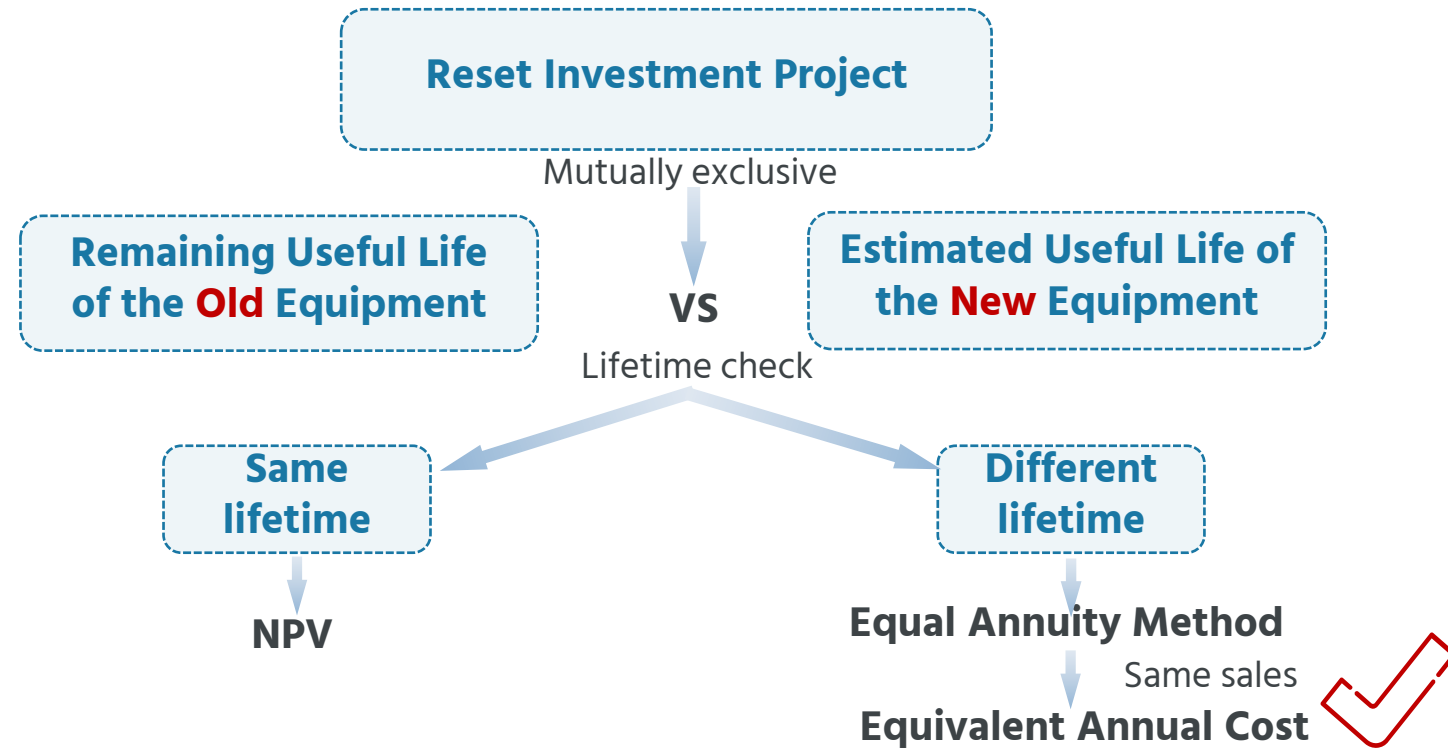 Reset Investment Project
Mutually exclusive
Remaining Useful Life
of the Old Equipment
VS
Estimated Useful Life of
the New Equipment
Lifetime check
Same
lifetime
NPV
Different
lifetime
Equal Annuity Method
Same sales
Equivalent Annual Cost